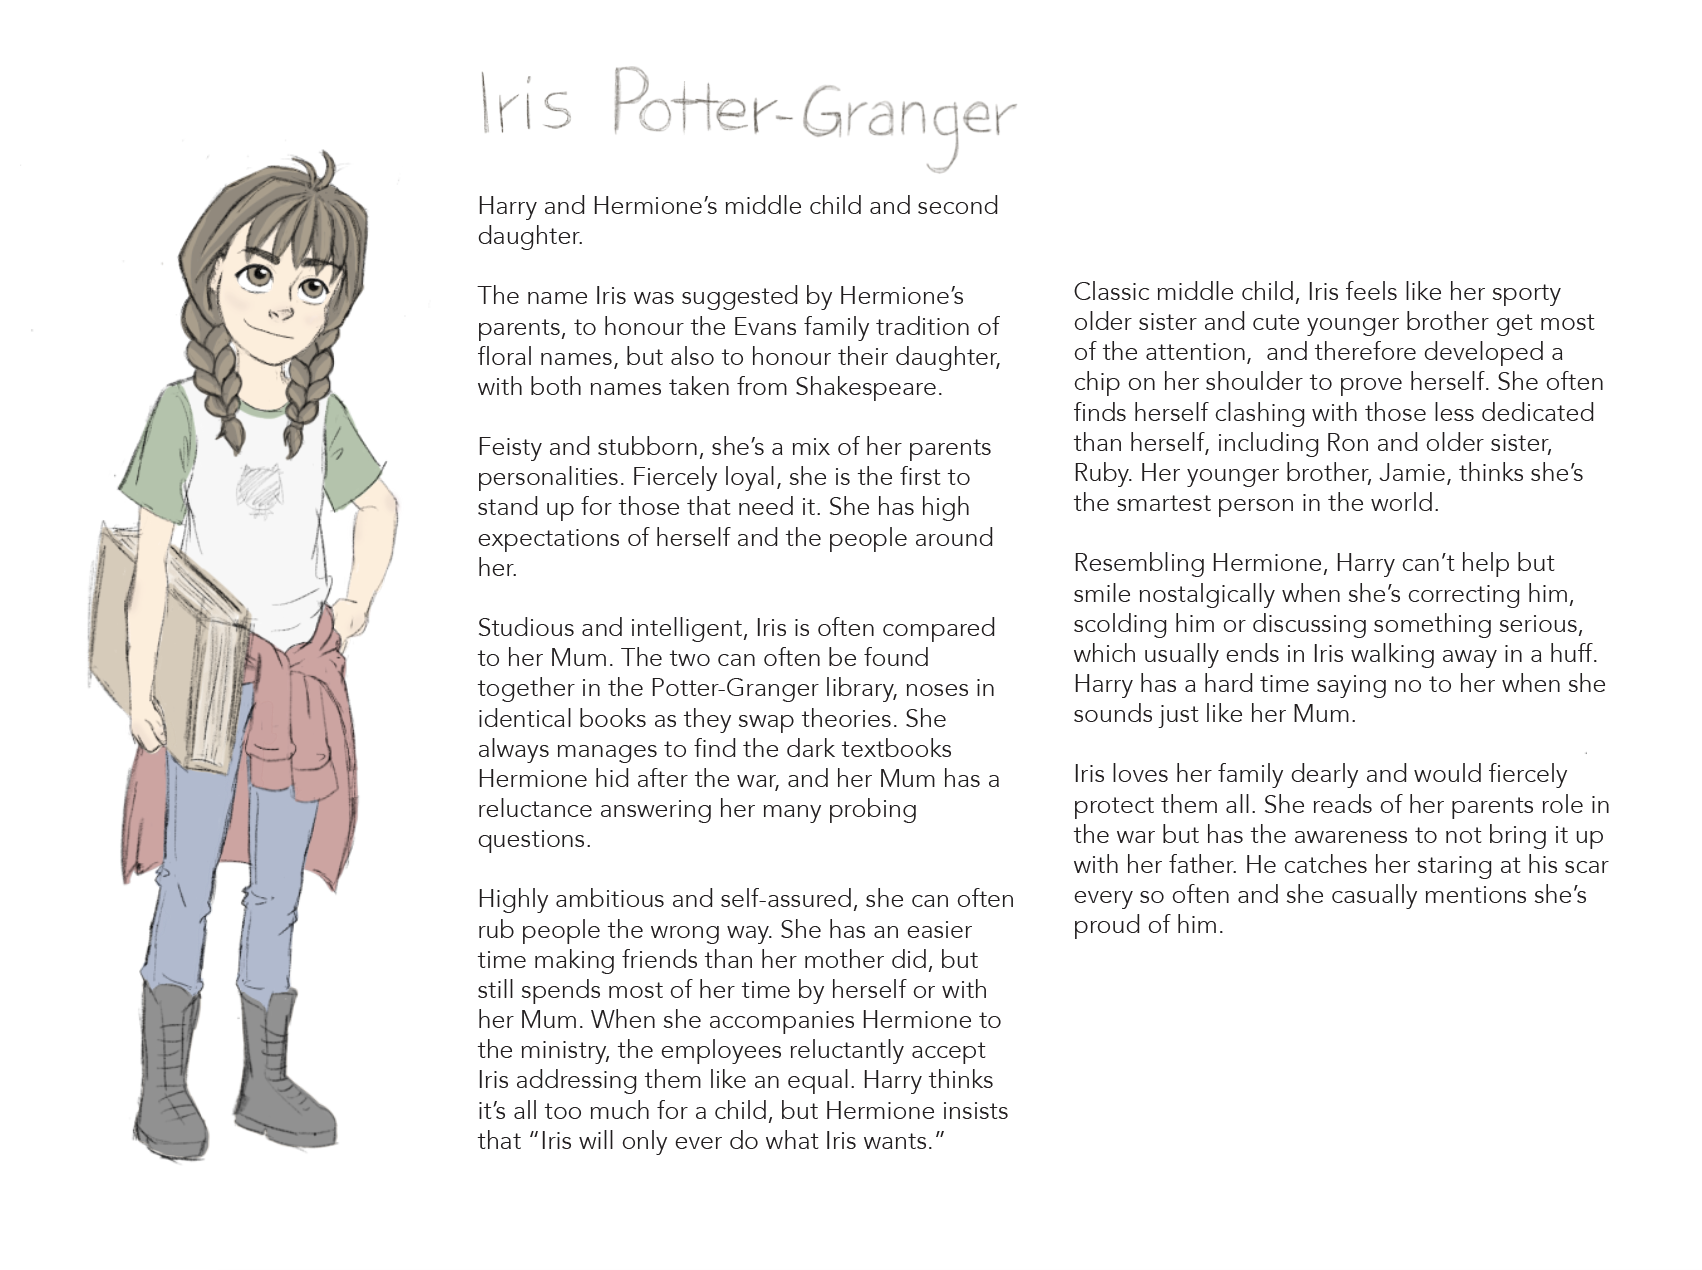 Iris Potter-Granger
Harry and Hermione’s middle child and second
daughter.
The name Iris was suggested by Hermione’s
parents, to honour the Evans family tradition of
floral names, but also to honour their daughter,
with both names taken from Shakespeare.
Feisty and stubborn, she’s a mix of her parents
personalities. Fiercely loyal, she is the first to
stand up for those that need it. She has high
expectations of herself and the people around
her.
Studious and intelligent, Iris is often compared
to her Mum. The two can often be found
together in the Potter-Granger library, noses in
identical books as they swap theories. She
always manages to find the dark textbooks
Hermione hid after the war, and her Mum has a
reluctance answering her many probing
questions.
Highly ambitious and self-assured, she can often
rub people the wrong way. She has an easier
time making friends than her mother did, but
still spends most of her time by herself or with
her Mum. When she accompanies Hermione to
the ministry, the employees reluctantly accept
Iris addressing them like an equal. Harry thinks
it’s all too much for a child, but Hermione insists
that “Iris will only ever do what Iris wants.”
Classic middle child, Iris feels like her sporty
older sister and cute younger brother get most
of the attention,  and therefore developed a
chip on her shoulder to prove herself. She often
finds herself clashing with those less dedicated
than herself, including Ron and older sister,
Ruby. Her younger brother, Jamie, thinks she’s
the smartest person in the world.
Resembling Hermione, Harry can’t help but
smile nostalgically when she’s correcting him,
scolding him or discussing something serious,
which usually ends in Iris walking away in a huff.
Harry has a hard time saying no to her when she
sounds just like her Mum.
Iris loves her family dearly and would fiercely
protect them all. She reads of her parents role in
the war but has the awareness to not bring it up
with her father. He catches her staring at his scar
every so often and she casually mentions she’s
proud of him.